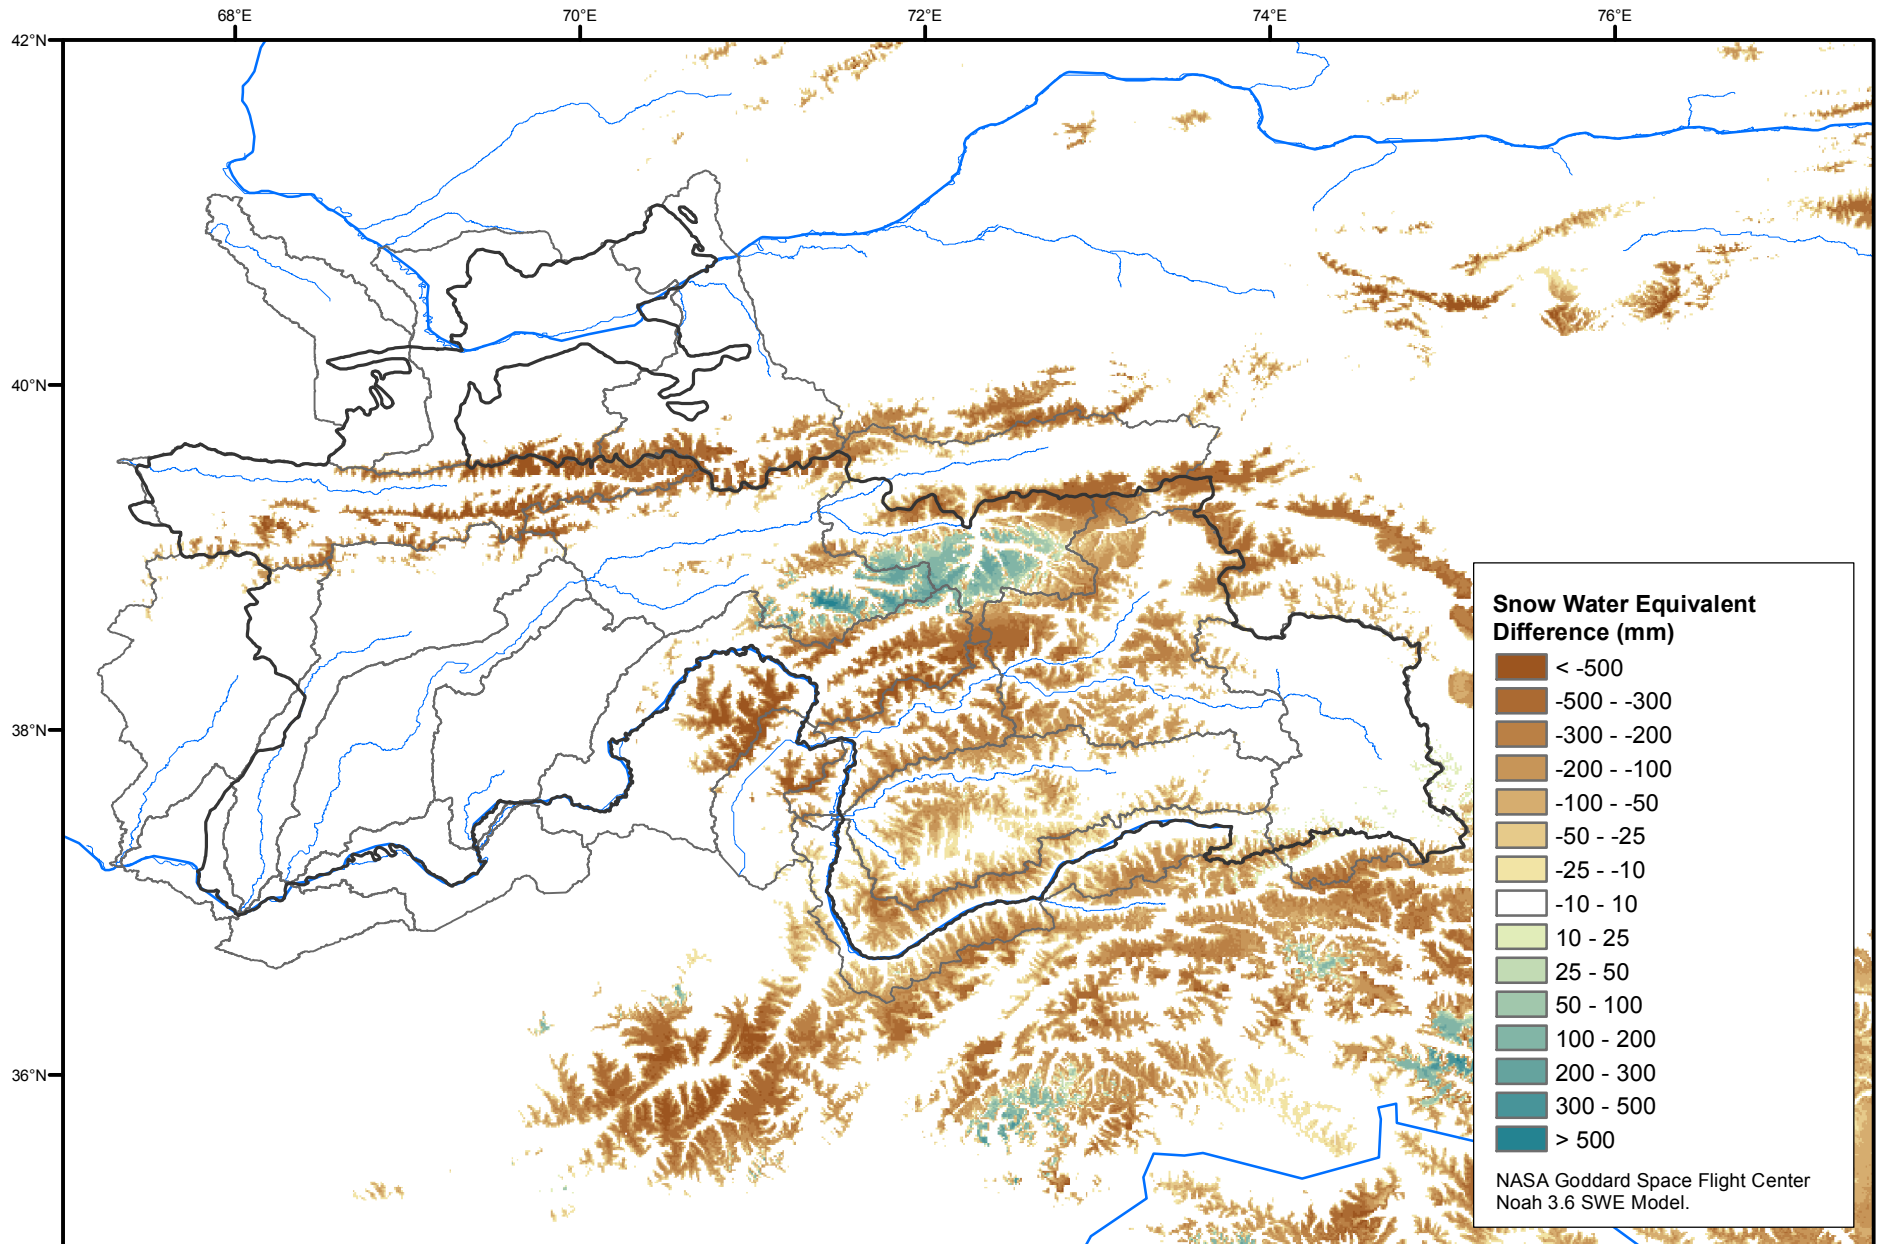 68°E 70°E 72°E 74°E 76°E
42°N
40°N
38°N
36°N
Snow Water Equivalent
Difference (mm)
< -500
-500 - -300
-300 - -200
-200 - -100
-100 - -50
-50 - -25
-25 - -10
-10 - 10
10 - 25
25 - 50
50 - 100
100 - 200
200 - 300
300 - 500
> 500
NASA Goddard Space Flight Center
Noah 3.6 SWE Model.